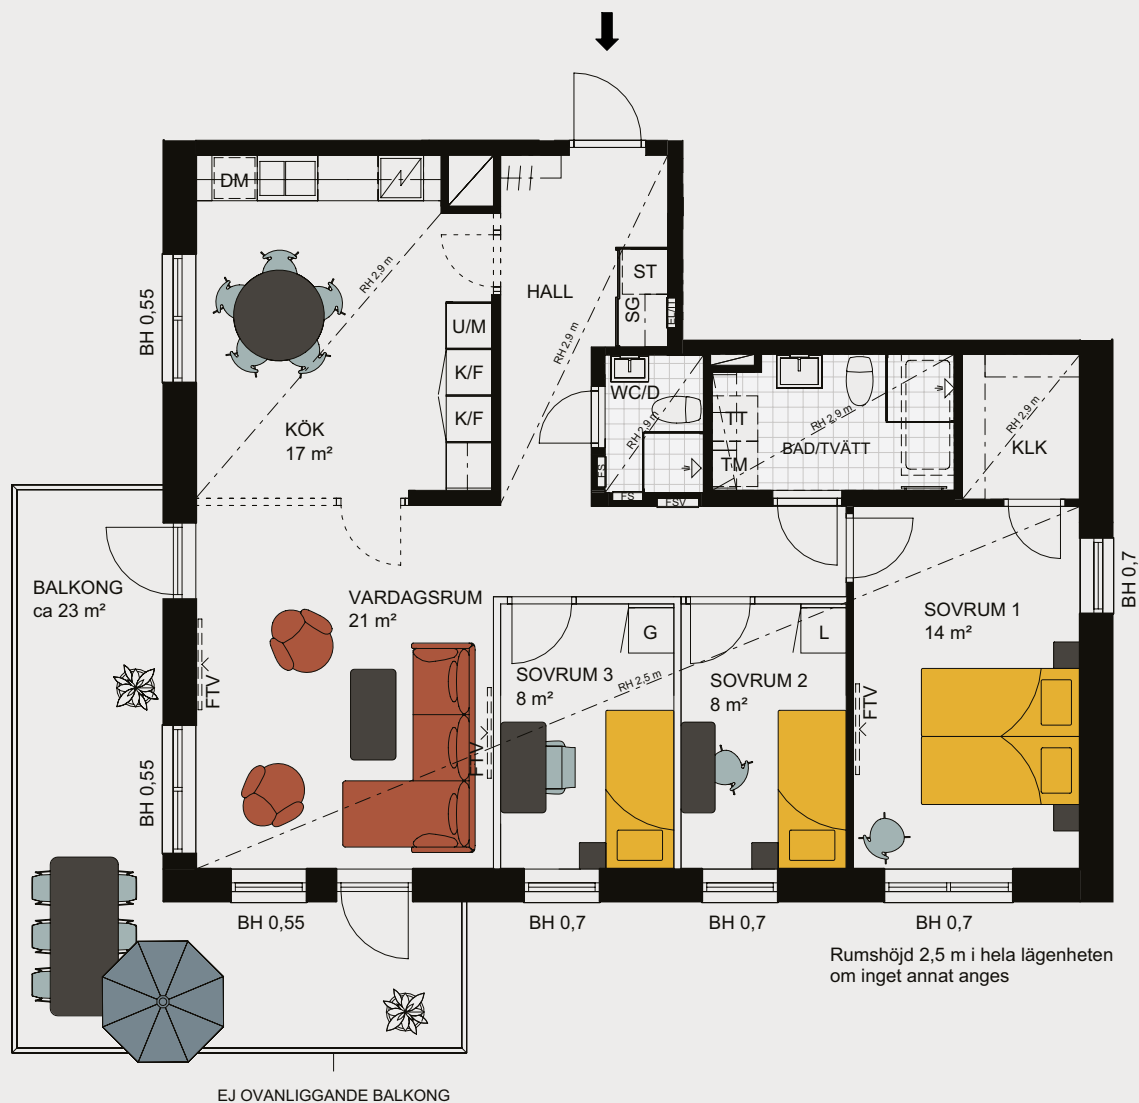 DM
RH 2,9 m
HALL
ST
SG
EL/IT
BH 0,55
U/M
K/F
K/F
RH 2,9 m
KÖK
17 m²
WC/D
RH 2,9 m
FS
FS
FSV
TT
TM
RH 2,9 m
BAD/TVÄTT
RH 2,9 m
KLK
BALKONG
ca 23 m²
VARDAGSRUM
21 m²
BH 0,7
SOVRUM 1
14 m²
G
L
SOVRUM 3
8 m²
RH 2,5 m
SOVRUM 2
8 m²
FTV
FTV
FTV
BH 0,55
BH 0,55
BH 0,7
BH 0,7
BH 0,7
Rumshöjd 2,5 m i hela lägenheten
om inget annat anges
EJ OVANLIGGANDE BALKONG